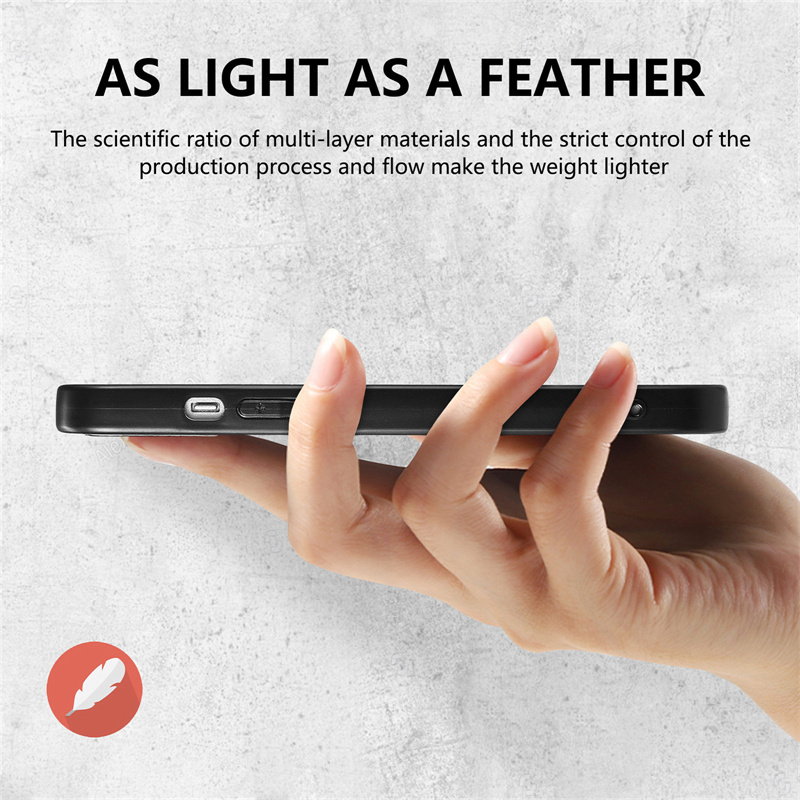 AS LIGHT AS A FEATHER
The scientific ratio of multi-layer materials and the strict control of the
production process and flow make the weight lighter